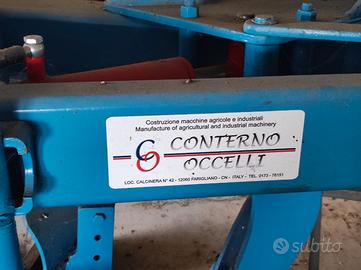 Costruzione macchine agricole e industriali
Manufacture of agricultural and industrial machinery
CO CONTERNO
OCCELLI
LOC. CALCINERA N° 42 - 12060 FARIGLIANO - CN - ITALY - TEL. 0173 - 76151
subito